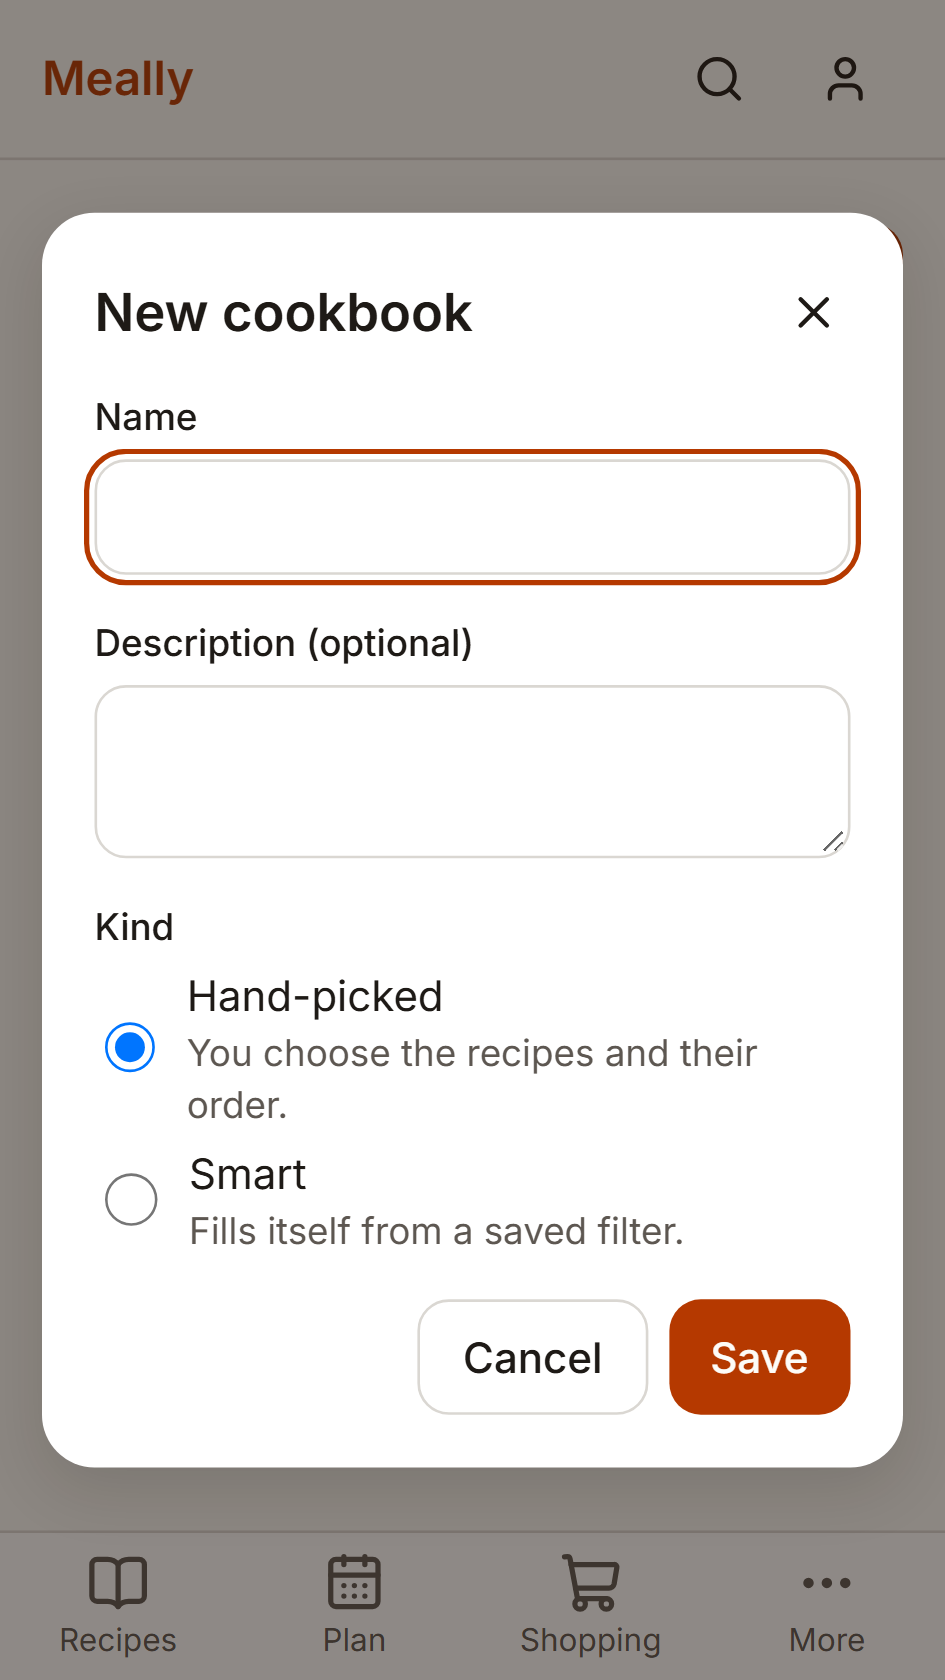 Meally
New cookbook
Name
Description (optional)
Kind
Hand-picked
You choose the recipes and their
order.
Smart
Fills itself from a saved filter.
Cancel
Save
Recipes
Plan
Shopping
More